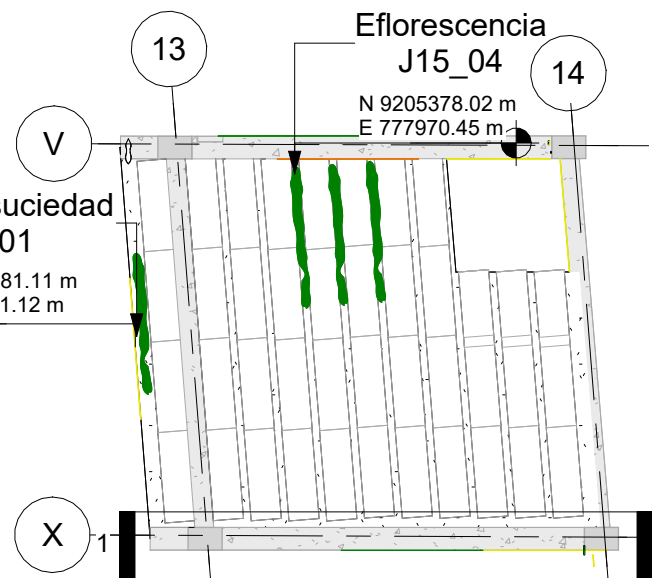 Eflorescencia
J15_04
13
14
N 9205378.02 m
E 777970.45 m
V
suciedad
01
81.11 m
1.12 m
X
1